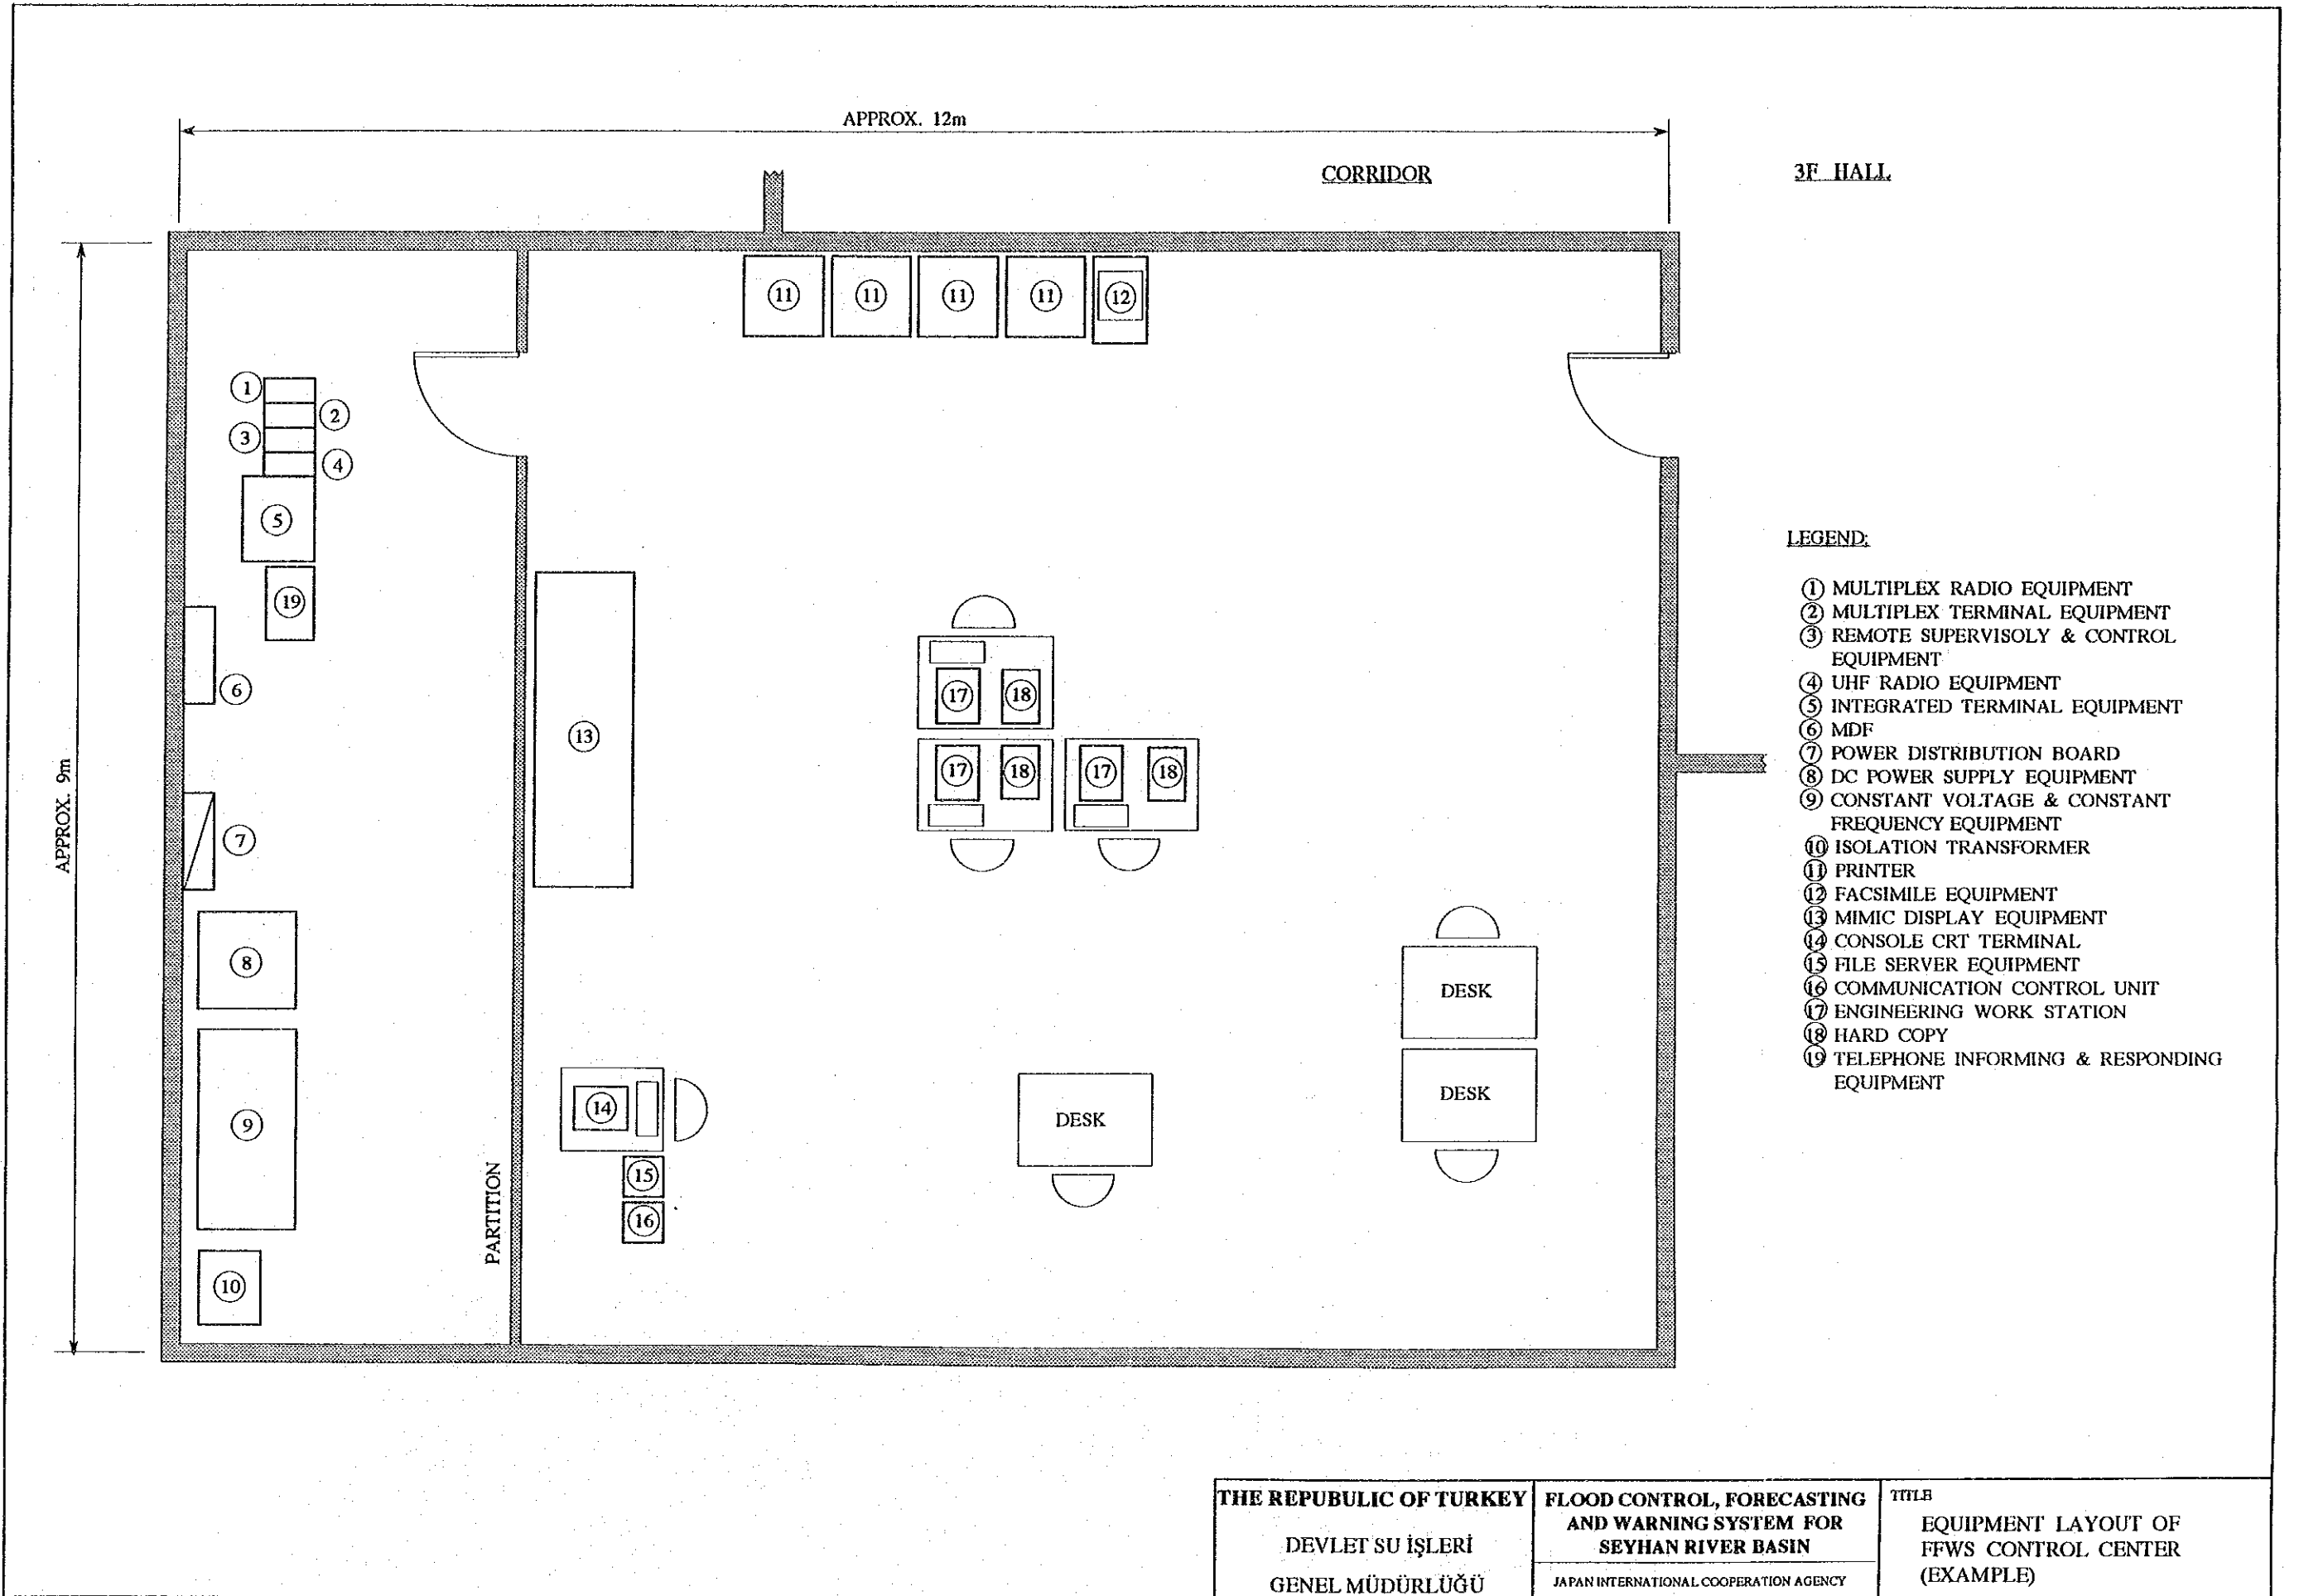 APPROX. 12m
CORRIDOR
3F HALL
11 11 11 11 12
1
2
3
4
5
19
6
17 18
13
17 18 17 18
APPROX. 9m
7
8
DESK
DESK
14
9
DESK
15
16
PARTITION
10
LEGEND:
1 MULTIPLEX RADIO EQUIPMENT
2 MULTIPLEX TERMINAL EQUIPMENT
3 REMOTE SUPERVISOLY & CONTROL
EQUIPMENT
4 UHF RADIO EQUIPMENT
5 INTEGRATED TERMINAL EQUIPMENT
6 MDF
7 POWER DISTRIBUTION BOARD
8 DC POWER SUPPLY EQUIPMENT
9 CONSTANT VOLTAGE & CONSTANT
FREQUENCY EQUIPMENT
10 ISOLATION TRANSFORMER
11 PRINTER
12 FACSIMILE EQUIPMENT
13 MIMIC DISPLAY EQUIPMENT
14 CONSOLE CRT TERMINAL
15 FILE SERVER EQUIPMENT
16 COMMUNICATION CONTROL UNIT
17 ENGINEERING WORK STATION
18 HARD COPY
19 TELEPHONE INFORMING & RESPONDING
EQUIPMENT
THE REPUBULIC OF TURKEY
DEVLET SU İŞLERİ
GENEL MÜDÜRLÜĞÜ
FLOOD CONTROL, FORECASTING
AND WARNING SYSTEM FOR
SEYHAN RIVER BASIN
JAPAN INTERNATIONAL COOPERATION AGENCY
TITLE
EQUIPMENT LAYOUT OF
FFWS CONTROL CENTER
(EXAMPLE)